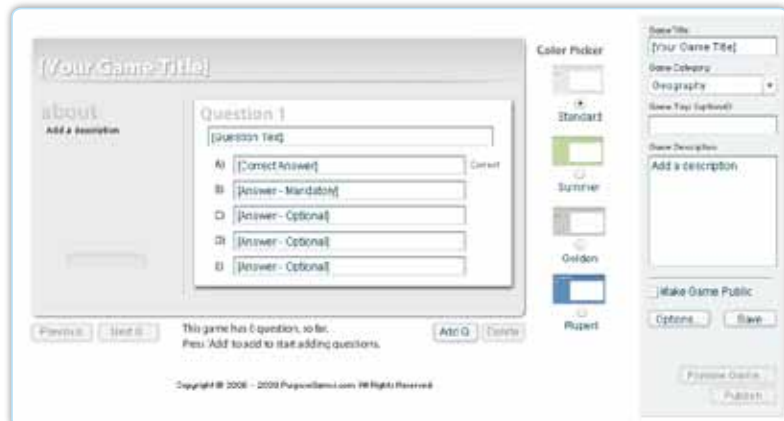 [Your Game Title]
about
Add a description
Question 1
[Question Text]
A) [Correct Answer] Correct
B) [Answer - Mandatory]
C) [Answer - Optional]
D) [Answer - Optional]
E) [Answer - Optional]
Previous Next Q
This game has 0 question, so far.
Press 'Add' to add to start adding questions.
Add Q Delete
Copyright © 2006 - 2009 PurposeGames.com All Rights Reserved
Color Picker
Standard
Summer
Golden
Rupert
Game Title
[Your Game Title]
Game Category
Geography
Game Tags (optional)
Game Description
Add a description
Make Game Public
Options... Save
Preview Game
Publish